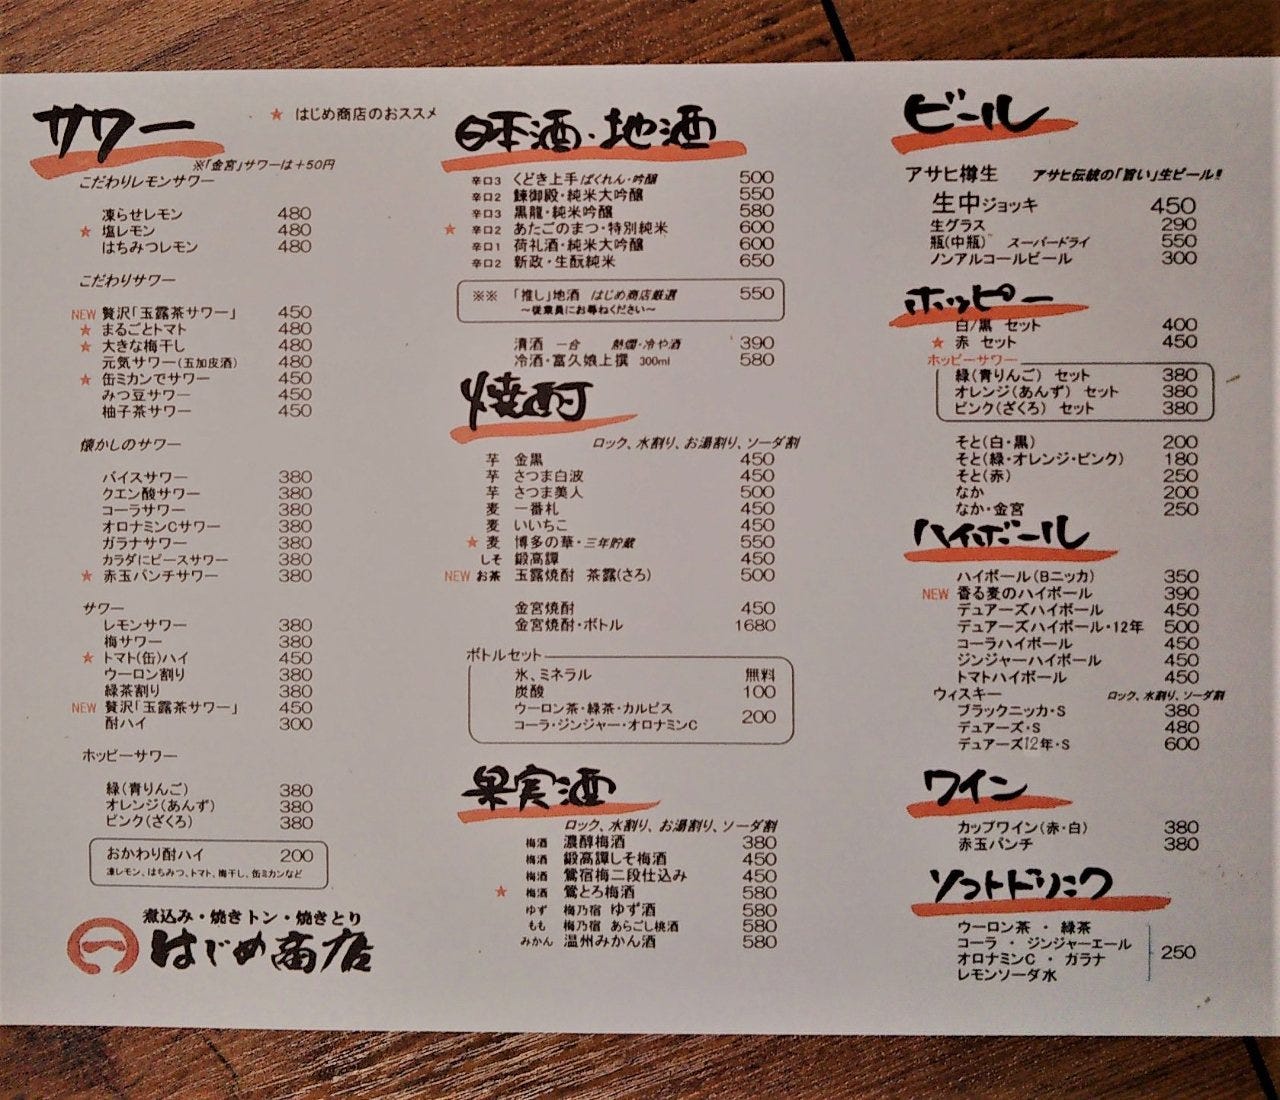 サワー
★ はじめ商店のおススメ
※「金宮」サワーは+50円
こだわりレモンサワー
凍らせレモン 480
★ 塩レモン 480
はちみつレモン 480
こだわりサワー
NEW 贅沢「玉露茶サワー」 450
★ まるごとトマト 480
★ 大きな梅干し 480
元気サワー(五加皮酒) 480
★ 缶ミカンでサワー 450
みつ豆サワー 450
柚子茶サワー 450
懐かしのサワー
バイスサワー 380
クエン酸サワー 380
コーラサワー 380
オロナミンCサワー 380
ガラナサワー 380
カラダにピースサワー 380
★ 赤玉パンチサワー 380
サワー
レモンサワー 380
梅サワー 380
★ トマト(缶)ハイ 450
ウーロン割り 380
緑茶割り 380
NEW 贅沢「玉露茶サワー」 450
酎ハイ 300
ホッピーサワー
緑(青りんご) 380
オレンジ(あんず) 380
ピンク(ざくろ) 380
おかわり酎ハイ 200
凍レモン、はちみつ、トマト、梅干し、缶ミカンなど
煮込み・焼きトン・焼きとり
はじめ商店
日本酒・地酒
辛口3 くどき上手ばくれん・吟醸 500
辛口2 錬御殿・純米大吟醸 550
辛口3 黒龍・純米吟醸 580
★ 辛口2 あたごのまつ・特別純米 600
辛口1 荷礼酒・純米大吟醸 600
辛口2 新政・生酛純米 650
※※ 「推し」地酒 はじめ商店厳選 550
~従業員にお尋ねください~
清酒 一合 熱燗・冷や酒 390
冷酒・富久娘上撰 300ml 580
焼酎
ロック、水割り、お湯割り、ソーダ割
芋 金黒 450
芋 さつま白波 450
芋 さつま美人 500
麦 一番札 450
麦 いいちこ 450
★ 麦 博多の華・三年貯蔵 550
しそ 鍛高譚 450
NEW お茶 玉露焼酎 茶露(さろ) 500
金宮焼酎 450
金宮焼酎・ボトル 1680
ボトルセット
氷、ミネラル 無料
炭酸 100
ウーロン茶・緑茶・カルピス
コーラ・ジンジャー・オロナミンC 200
果実酒
ロック、水割り、お湯割り、ソーダ割
梅酒 濃醇梅酒 380
梅酒 鍛高譚しそ梅酒 450
梅酒 鶯宿梅二段仕込み 450
★ 梅酒 鶯とろ梅酒 580
ゆず 梅乃宿 ゆず酒 580
もも 梅乃宿 あらごし桃酒 580
みかん 温州みかん酒 580
ビール
アサヒ樽生 アサヒ伝統の「旨い」生ビール!!
生中ジョッキ 450
生グラス 290
瓶(中瓶) スーパードライ 550
ノンアルコールビール 300
ホッピー
白/黒 セット 400
★ 赤 セット 450
ホッピーサワー
緑(青りんご) セット 380
オレンジ(あんず) セット 380
ピンク(ざくろ) セット 380
そと(白・黒) 200
そと(緑・オレンジ・ピンク) 180
そと(赤) 250
なか 200
なか・金宮 250
ハイボール
ハイボール(Bニッカ) 350
NEW 香る麦のハイボール 390
デュアーズハイボール 450
デュアーズハイボール・12年 500
コーラハイボール 450
ジンジャーハイボール 450
トマトハイボール 450
ウィスキー ロック、水割り、ソーダ割
ブラックニッカ・S 380
デュアーズ・S 480
デュアーズ12年・S 600
ワイン
カップワイン(赤・白) 380
赤玉パンチ 380
ソフトドリンク
ウーロン茶 ・ 緑茶
コーラ ・ ジンジャーエール
オロナミンC ・ ガラナ 250
レモンソーダ水